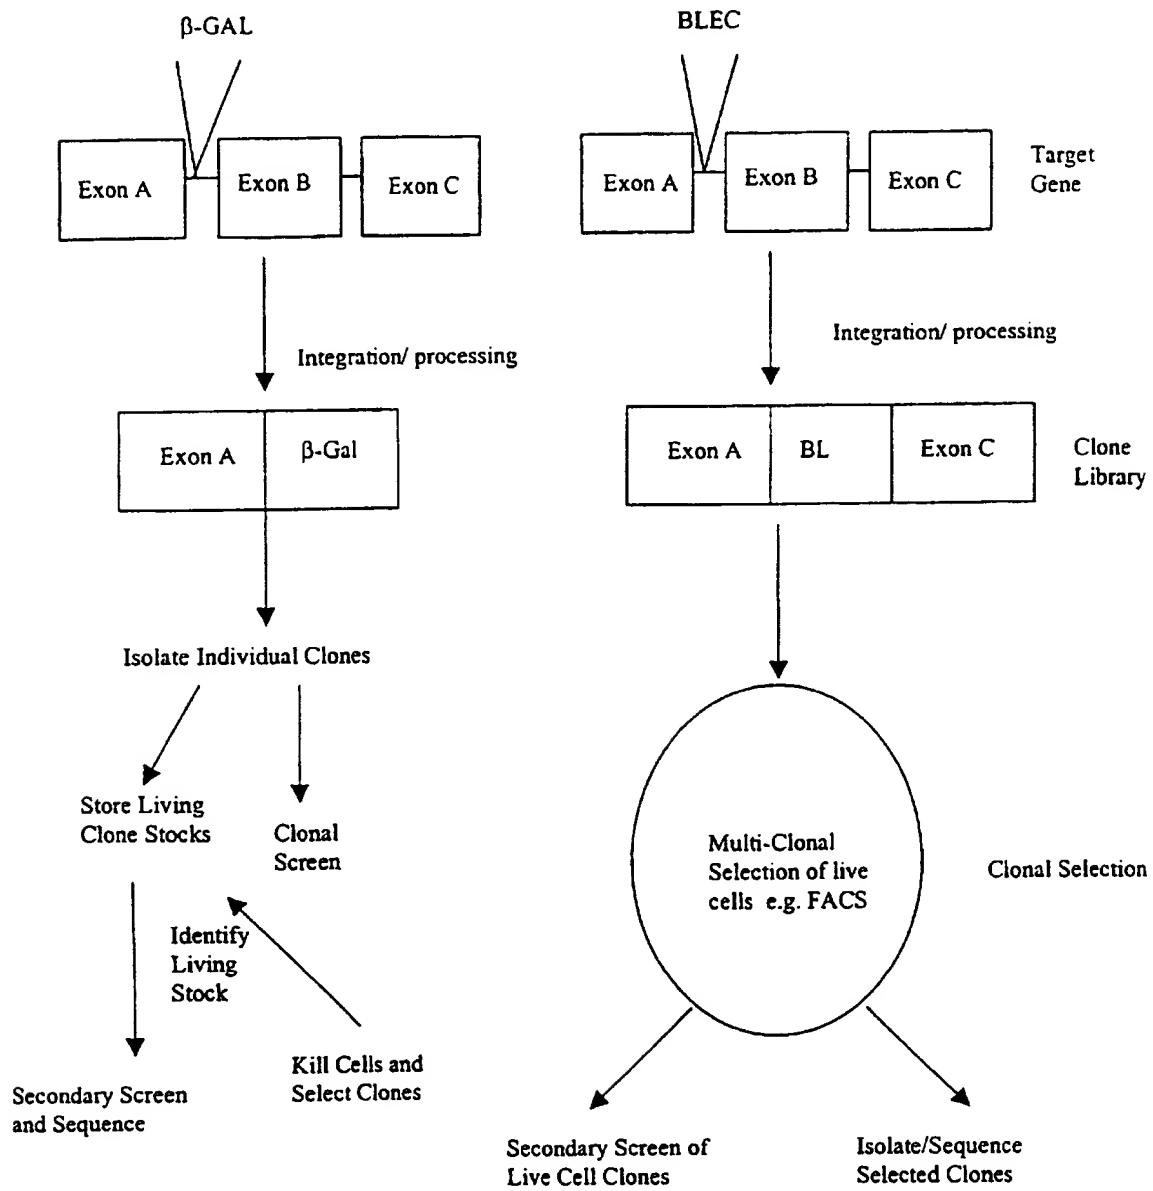 β-GAL
BLEC
Exon A
Exon B
Exon C
Exon A
Exon B
Exon C
Target
Gene
Integration/ processing
Integration/ processing
Exon A
β-Gal
Exon A
BL
Exon C
Clone
Library
Isolate Individual Clones
Store Living
Clone Stocks
Clonal
Screen
Multi-Clonal
Selection of live
cells e.g. FACS
Clonal Selection
Identify
Living
Stock
Kill Cells and
Select Clones
Secondary Screen
and Sequence
Secondary Screen of
Live Cell Clones
Isolate/Sequence
Selected Clones